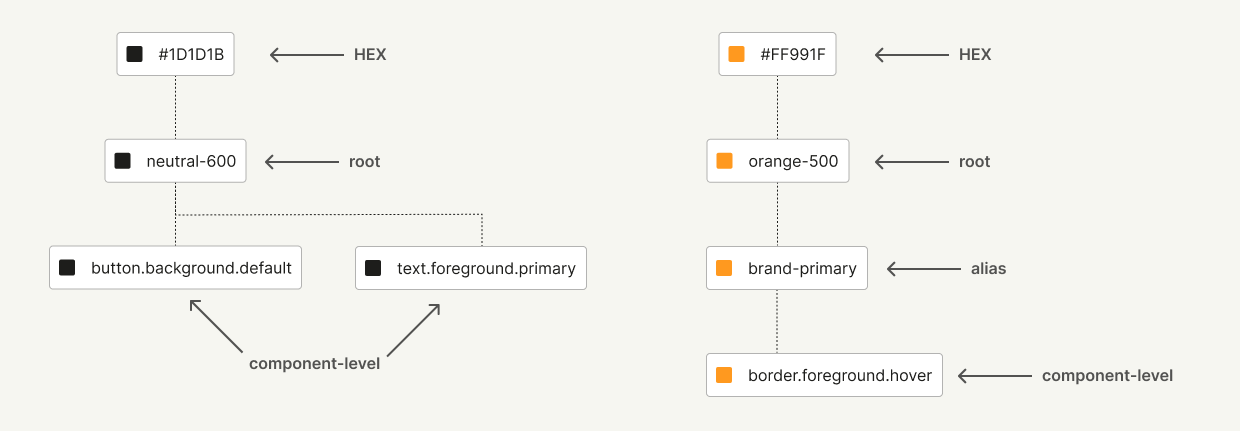 #1D1D1B
HEX
neutral-600
root
button.background.default
text.foreground.primary
component-level
#FF991F
HEX
orange-500
root
brand-primary
alias
border.foreground.hover
component-level